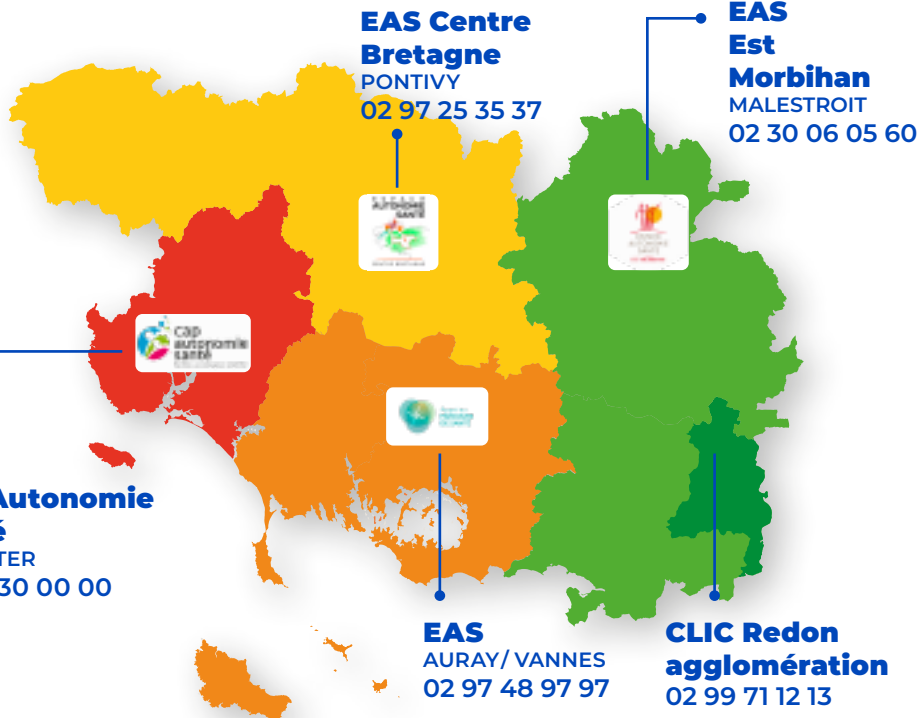 EAS Centre
Bretagne
PONTIVY
02 97 25 35 37
EAS
Est
Morbihan
MALESTROIT
02 30 06 05 60
AUTONOMIE
SANTÉ
cap
autonomie
santé
Autonomie
é
TER
30 00 00
EAS
AURAY/ VANNES
02 97 48 97 97
CLIC Redon
agglomération
02 99 71 12 13